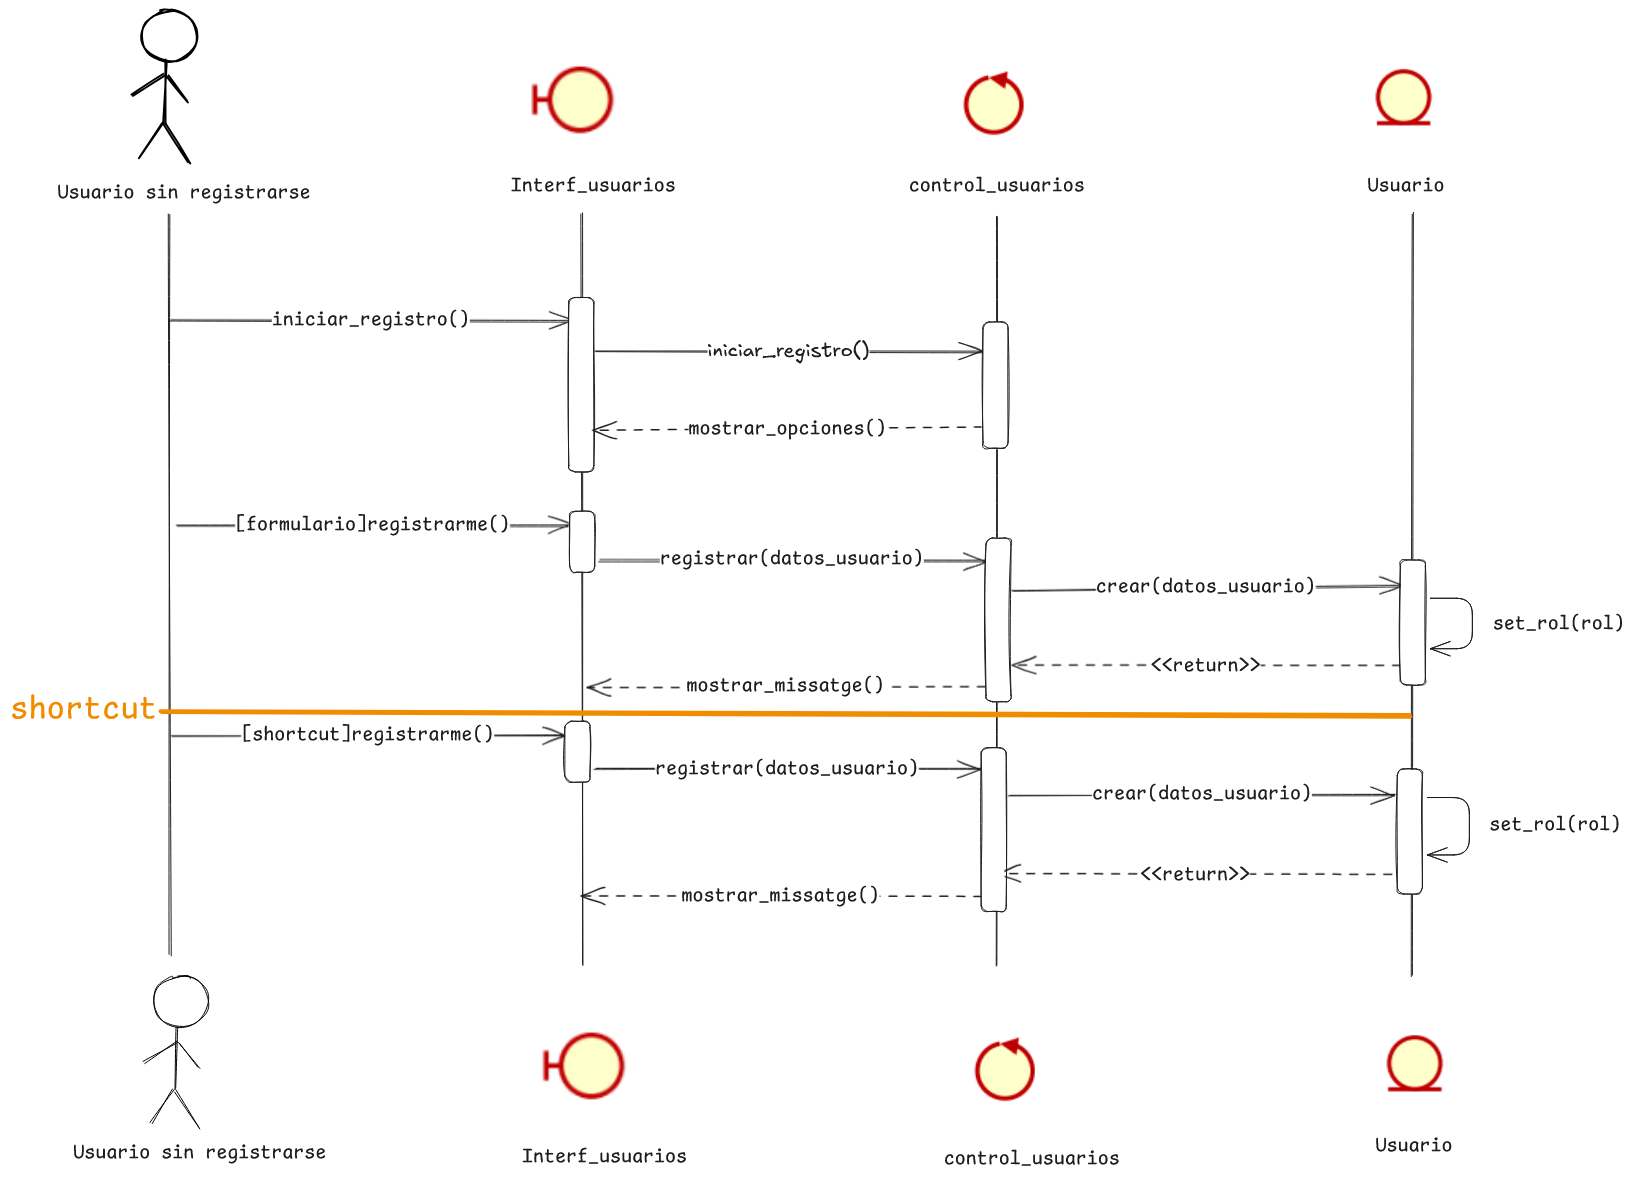 Usuario sin registrarse
Interf_usuarios
control_usuarios
Usuario
iniciar_registro()
iniciar_registro()
mostrar_opciones()
[formulario]registrarme()
registrar(datos_usuario)
crear(datos_usuario)
set_rol(rol)
<<return>>
mostrar_missatge()
shortcut
[shortcut]registrarme()
registrar(datos_usuario)
crear(datos_usuario)
set_rol(rol)
<<return>>
mostrar_missatge()
Usuario sin registrarse
Interf_usuarios
control_usuarios
Usuario